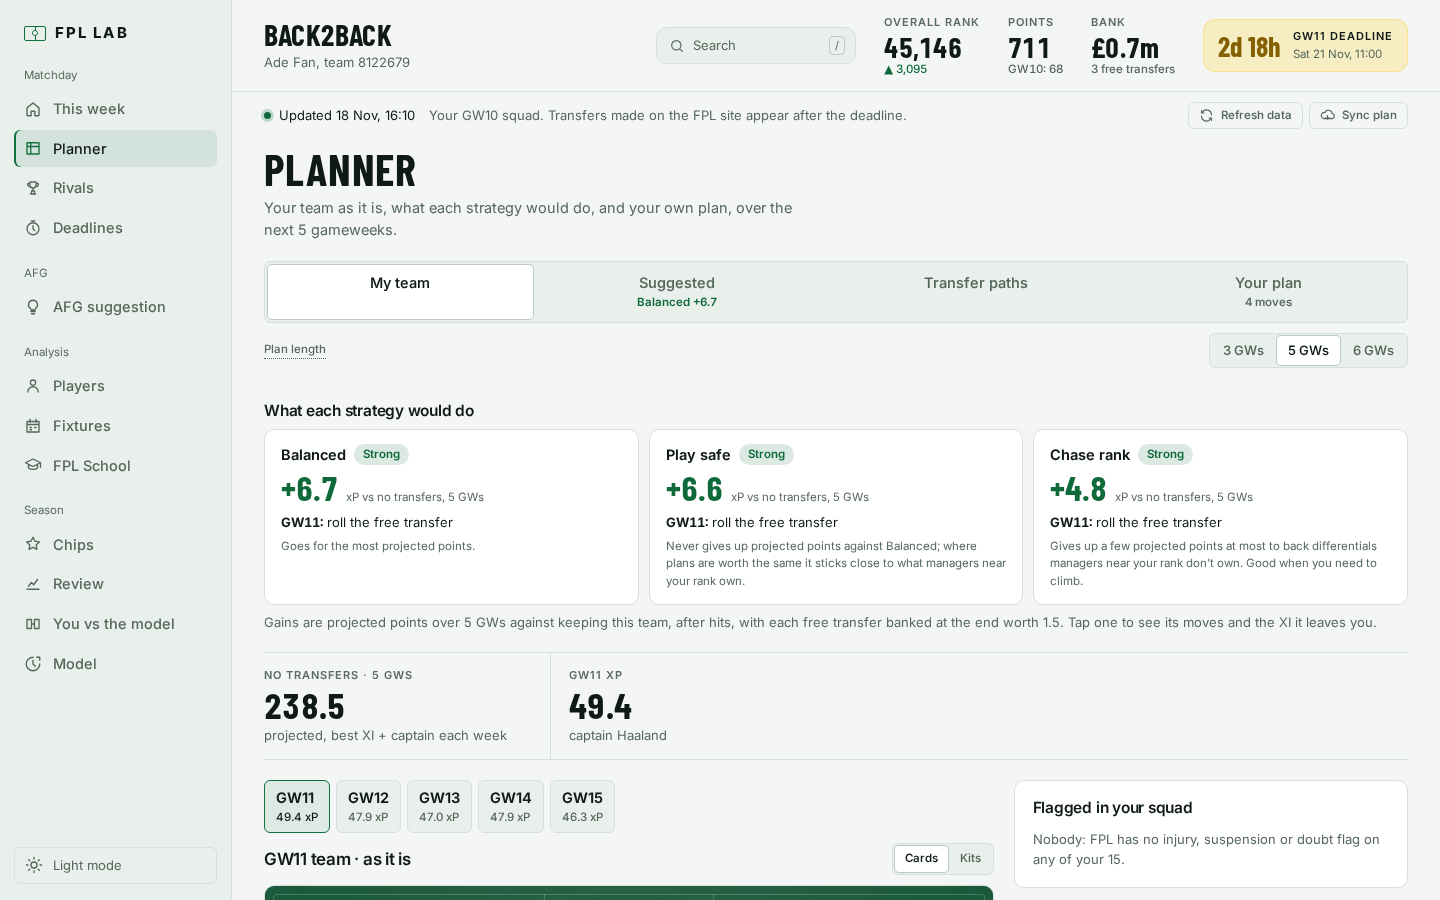 FPL LAB
Matchday
This week
Planner
Rivals
Deadlines
AFG
AFG suggestion
Analysis
Players
Fixtures
FPL School
Season
Chips
Review
You vs the model
Model
Light mode
BACK2BACK
Ade Fan, team 8122679
Search
/
OVERALL RANK
45,146
▲ 3,095
POINTS
711
GW10: 68
BANK
£0.7m
3 free transfers
2d 18h
GW11 DEADLINE
Sat 21 Nov, 11:00
Updated 18 Nov, 16:10
Your GW10 squad. Transfers made on the FPL site appear after the deadline.
Refresh data
Sync plan
PLANNER
Your team as it is, what each strategy would do, and your own plan, over the
next 5 gameweeks.
My team
Suggested
Balanced +6.7
Transfer paths
Your plan
4 moves
Plan length
3 GWs
5 GWs
6 GWs
What each strategy would do
Balanced
Strong
+6.7 xP vs no transfers, 5 GWs
GW11: roll the free transfer
Goes for the most projected points.
Play safe
Strong
+6.6 xP vs no transfers, 5 GWs
GW11: roll the free transfer
Never gives up projected points against Balanced; where
plans are worth the same it sticks close to what managers near
your rank own.
Chase rank
Strong
+4.8 xP vs no transfers, 5 GWs
GW11: roll the free transfer
Gives up a few projected points at most to back differentials
managers near your rank don't own. Good when you need to
climb.
Gains are projected points over 5 GWs against keeping this team, after hits, with each free transfer banked at the end worth 1.5. Tap one to see its moves and the XI it leaves you.
NO TRANSFERS · 5 GWS
238.5
projected, best XI + captain each week
GW11 XP
49.4
captain Haaland
GW11
49.4 xP
GW12
47.9 xP
GW13
47.0 xP
GW14
47.9 xP
GW15
46.3 xP
GW11 team · as it is
Cards
Kits
Flagged in your squad
Nobody: FPL has no injury, suspension or doubt flag on
any of your 15.